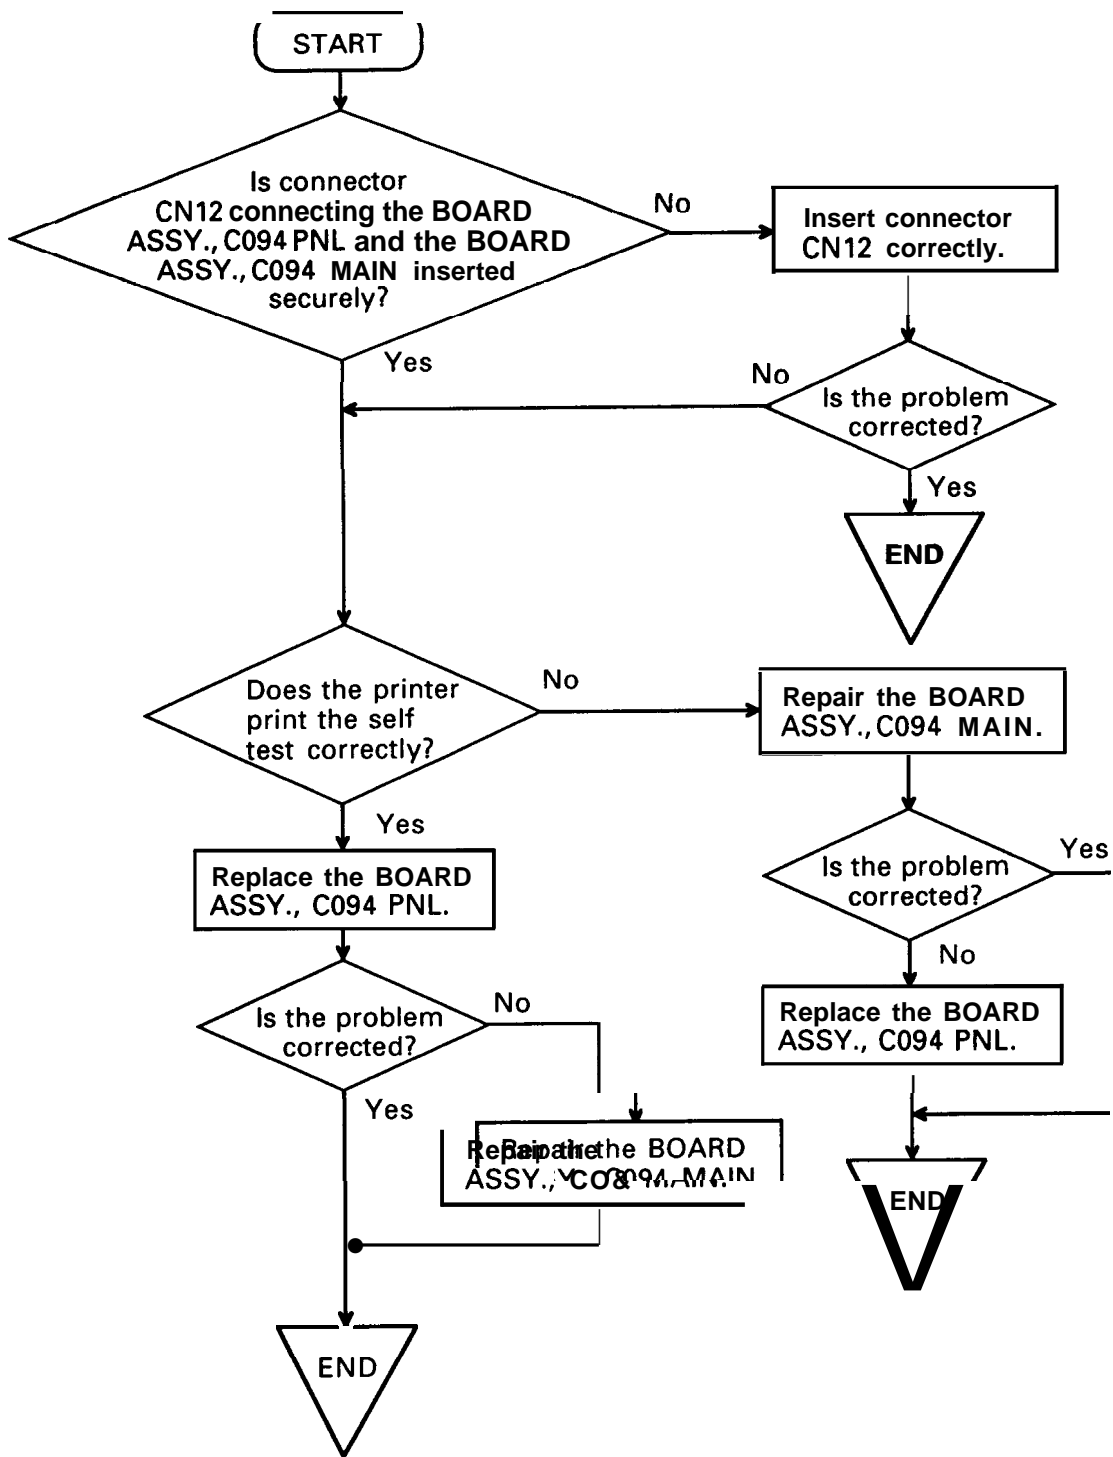 START
Is connector
CN12 connecting the BOARD
ASSY., C094 PNL and the BOARD
ASSY., C094 MAIN inserted
securely?
No
Insert connector
CN12 correctly.
Yes
No
Is the problem
corrected?
Yes
END
Does the printer
print the self
test correctly?
No
Repair the BOARD
ASSY., C094 MAIN.
Yes
Is the problem
corrected?
Yes
Replace the BOARD
ASSY., C094 PNL.
No
Is the problem
corrected?
No
Replace the BOARD
ASSY., C094 PNL.
Yes
Repair the BOARD
ASSY., C094 MAIN.
END
END